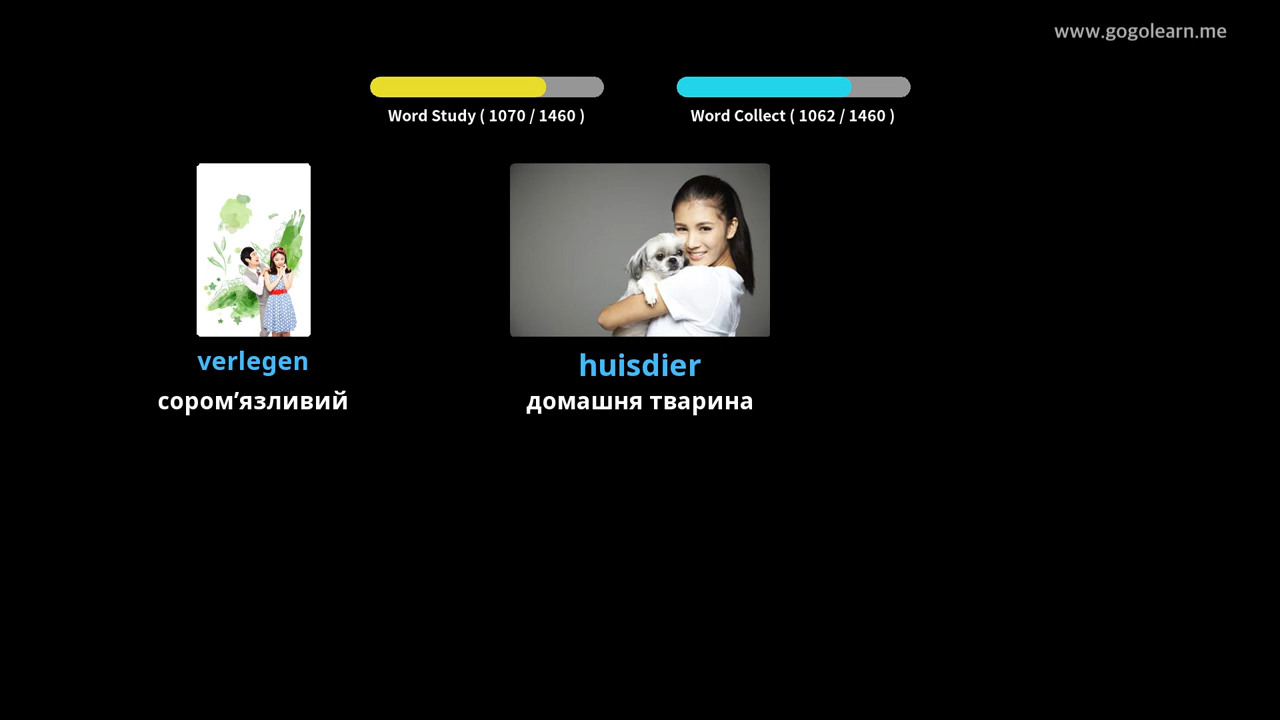 www.gogolearn.me
Word Study ( 1070 / 1460 )
Word Collect ( 1062 / 1460 )
verlegen
сором’язливий
huisdier
домашня тварина